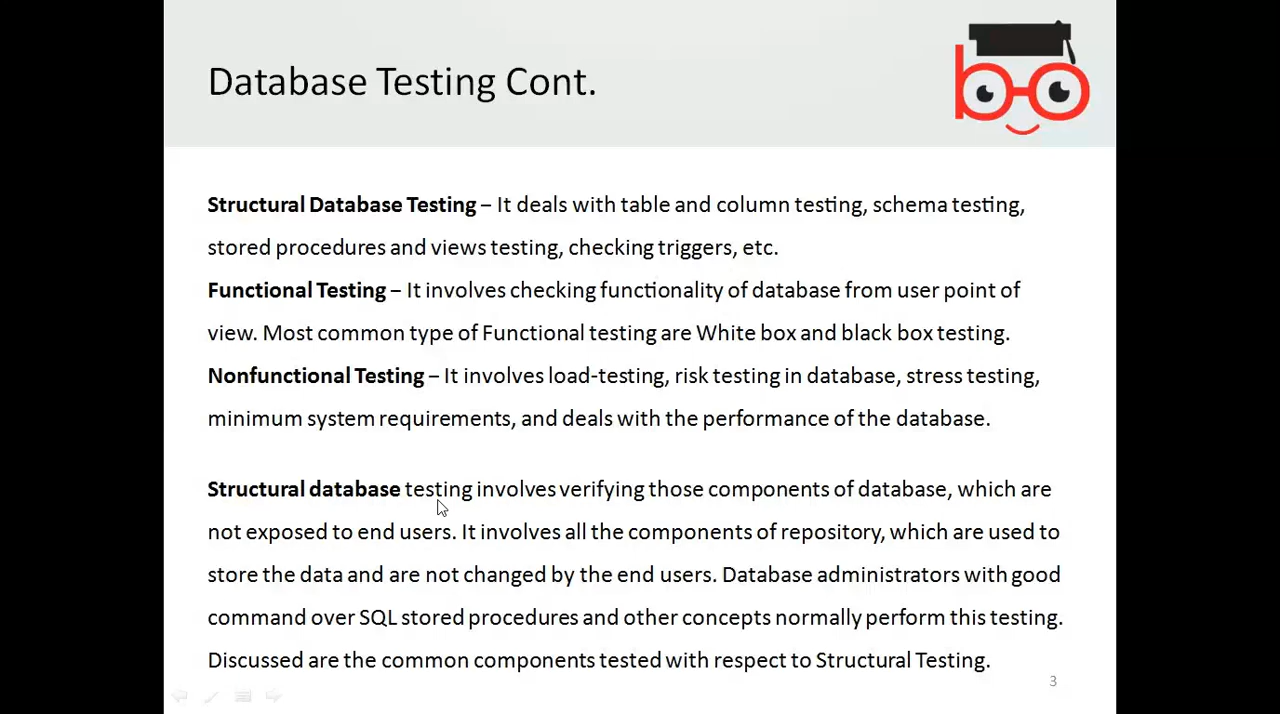 Database Testing Cont.
Structural Database Testing – It deals with table and column testing, schema testing,
stored procedures and views testing, checking triggers, etc.
Functional Testing – It involves checking functionality of database from user point of
view. Most common type of Functional testing are White box and black box testing.
Nonfunctional Testing – It involves load-testing, risk testing in database, stress testing,
minimum system requirements, and deals with the performance of the database.
Structural database testing involves verifying those components of database, which are
not exposed to end users. It involves all the components of repository, which are used to
store the data and are not changed by the end users. Database administrators with good
command over SQL stored procedures and other concepts normally perform this testing.
Discussed are the common components tested with respect to Structural Testing.
3